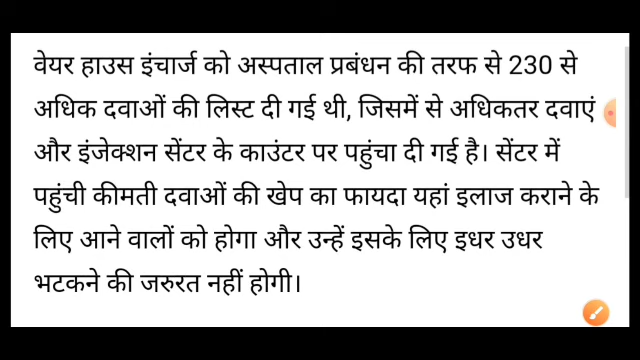 वेयर हाउस इंचार्ज को अस्पताल प्रबंधन की तरफ से 230 से
अधिक दवाओं की लिस्ट दी गई थी, जिसमें से अधिकतर दवाएं
और इंजेक्शन सेंटर के काउंटर पर पहुंचा दी गई है। सेंटर में
पहुंची कीमती दवाओं की खेप का फायदा यहां इलाज कराने के
लिए आने वालों को होगा और उन्हें इसके लिए इधर उधर
भटकने की जरुरत नहीं होगी।